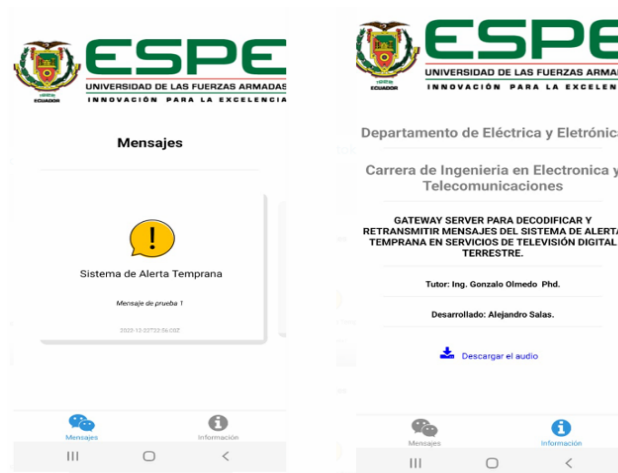 ECUADOR
ESPE
UNIVERSIDAD DE LAS FUERZAS ARMADAS
INNOVACIÓN PARA LA EXCELENCIA
Mensajes
Sistema de Alerta Temprana
Mensaje de prueba 1
Mensajes
Información
ECUADOR
ESPE
UNIVERSIDAD DE LAS FUERZAS ARMA
INNOVACIÓN PARA LA EXCELEN
Departamento de Eléctrica y Eletrónica
Carrera de Ingenieria en Electronica y
Telecomunicaciones
GATEWAY SERVER PARA DECODIFICAR Y
RETRANSMITIR MENSAJES DEL SISTEMA DE ALERTA
TEMPRANA EN SERVICIOS DE TELEVISIÓN DIGITAL
TERRESTRE.
Tutor: Ing. Gonzalo Olmedo Phd.
Desarrollado: Alejandro Salas.
Descargar el audio
Mensajes
Información